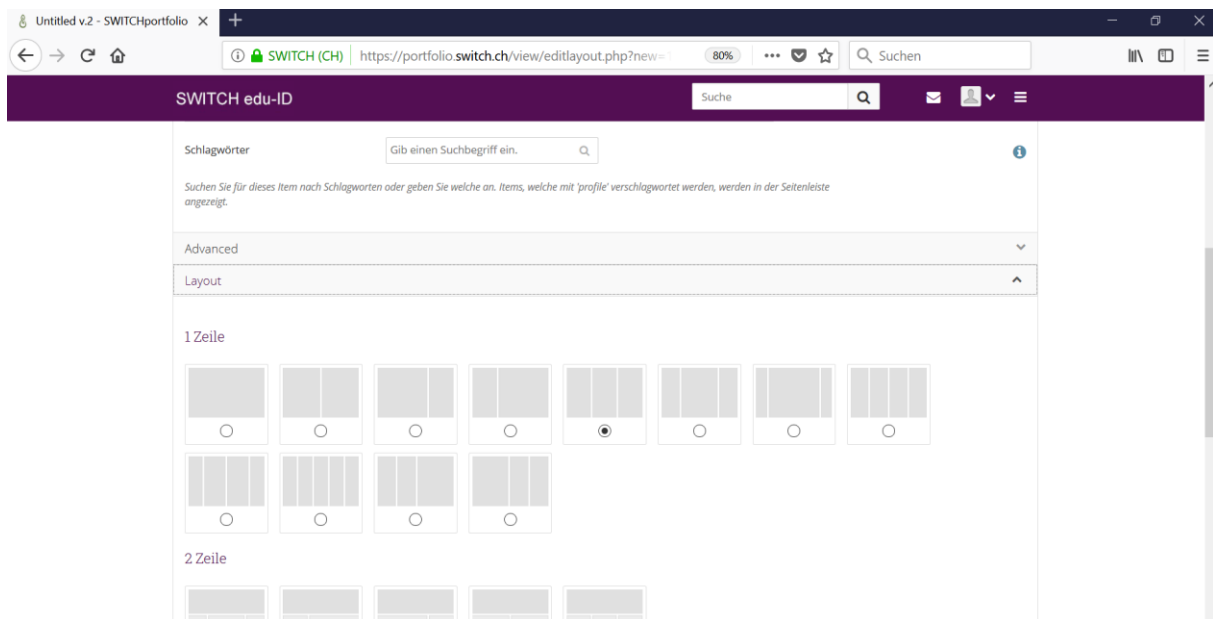 Untitled v.2 - SWITCHportfolio
SWITCH (CH) https://portfolio.switch.ch/view/editlayout.php?new= 80% Suchen
SWITCH edu-ID Suche
Schlagwörter Gib einen Suchbegriff ein.
Suchen Sie für dieses Item nach Schlagworten oder geben Sie welche an. Items, welche mit 'profile' verschlagwortet werden, werden in der Seitenleiste
angezeigt.
Advanced
Layout
1 Zeile
2 Zeile